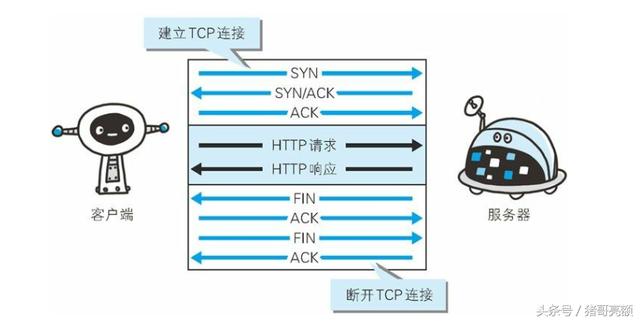 建立TCP连接
SYN
SYN/ACK
ACK
HTTP请求
HTTP响应
客户端
服务器
FIN
ACK
FIN
ACK
断开TCP连接
头条号／猪哥亮额